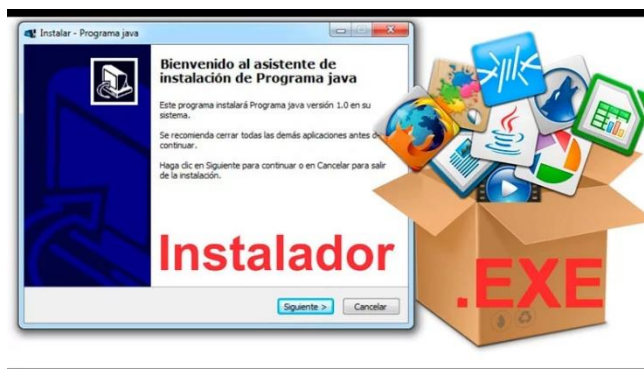 Instalar - Programa java
Bienvenido al asistente de
instalación de Programa java
Este programa instalará Programa java versión 1.0 en su
sistema.
Se recomienda cerrar todas las demás aplicaciones antes de
continuar.
Haga clic en Siguiente para continuar o en Cancelar para salir
de la instalación.
Instalador
.EXE
Siguiente >
Cancelar